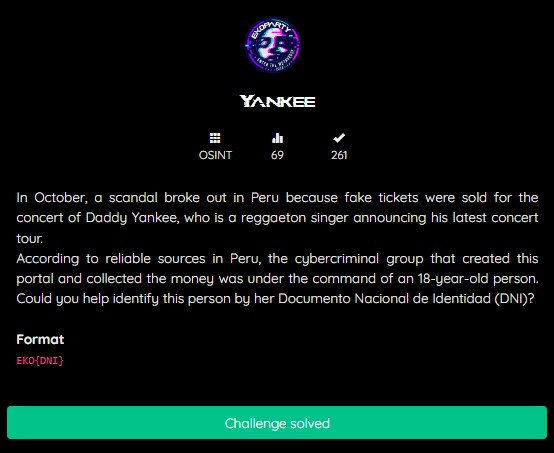 EKOPARTY
ENTER THE METAVERSE
YANKEE
OSINT 69 261
In October, a scandal broke out in Peru because fake tickets were sold for the
concert of Daddy Yankee, who is a reggaeton singer announcing his latest concert
tour.
According to reliable sources in Peru, the cybercriminal group that created this
portal and collected the money was under the command of an 18-year-old person.
Could you help identify this person by her Documento Nacional de Identidad (DNI)?
Format
EKO{DNI}
Challenge solved